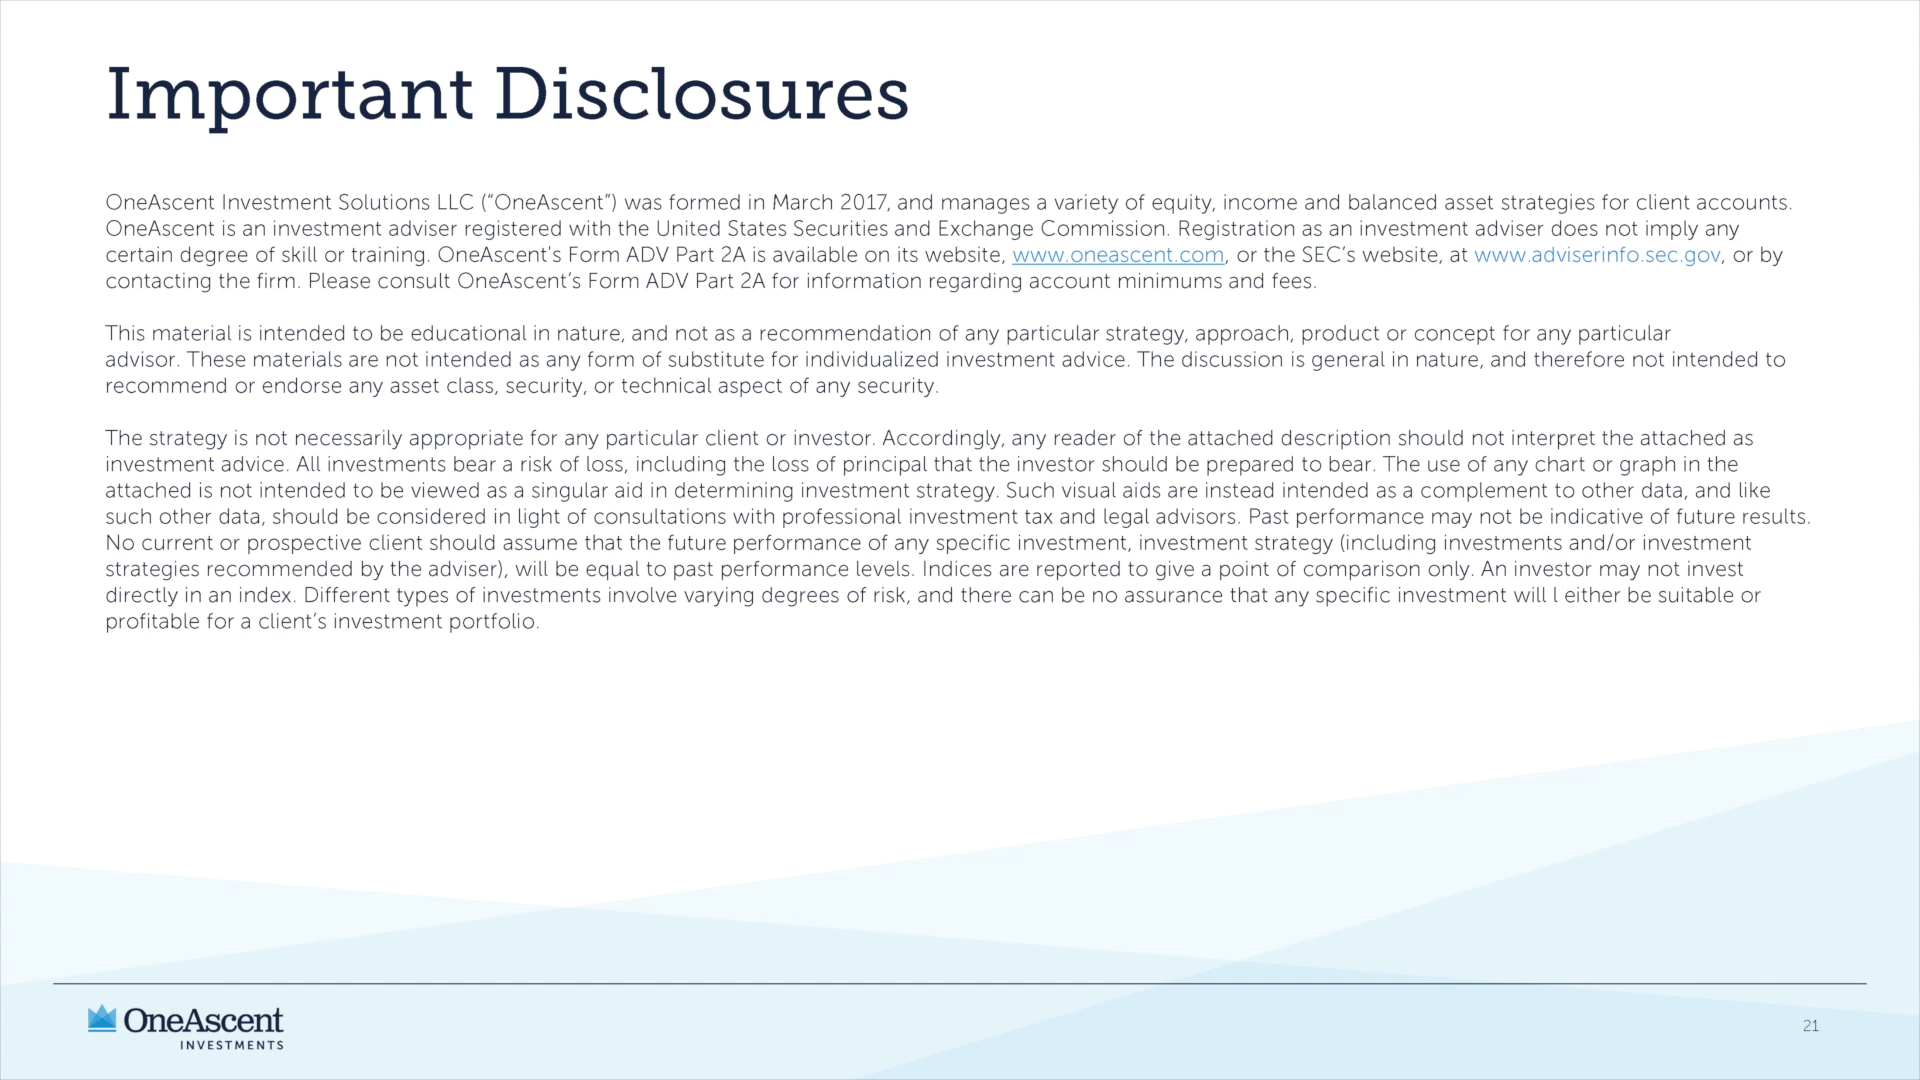 Important Disclosures
OneAscent Investment Solutions LLC (“OneAscent”) was formed in March 2017, and manages a variety of equity, income and balanced asset strategies for client accounts.
OneAscent is an investment adviser registered with the United States Securities and Exchange Commission. Registration as an investment adviser does not imply any
certain degree of skill or training. OneAscent's Form ADV Part 2A is available on its website, www.oneascent.com, or the SEC’s website, at www.adviserinfo.sec.gov, or by
contacting the firm. Please consult OneAscent’s Form ADV Part 2A for information regarding account minimums and fees.
This material is intended to be educational in nature, and not as a recommendation of any particular strategy, approach, product or concept for any particular
advisor. These materials are not intended as any form of substitute for individualized investment advice. The discussion is general in nature, and therefore not intended to
recommend or endorse any asset class, security, or technical aspect of any security.
The strategy is not necessarily appropriate for any particular client or investor. Accordingly, any reader of the attached description should not interpret the attached as
investment advice. All investments bear a risk of loss, including the loss of principal that the investor should be prepared to bear. The use of any chart or graph in the
attached is not intended to be viewed as a singular aid in determining investment strategy. Such visual aids are instead intended as a complement to other data, and like
such other data, should be considered in light of consultations with professional investment tax and legal advisors. Past performance may not be indicative of future results.
No current or prospective client should assume that the future performance of any specific investment, investment strategy (including investments and/or investment
strategies recommended by the adviser), will be equal to past performance levels. Indices are reported to give a point of comparison only. An investor may not invest
directly in an index. Different types of investments involve varying degrees of risk, and there can be no assurance that any specific investment will l either be suitable or
profitable for a client’s investment portfolio.
OneAscent
INVESTMENTS
21